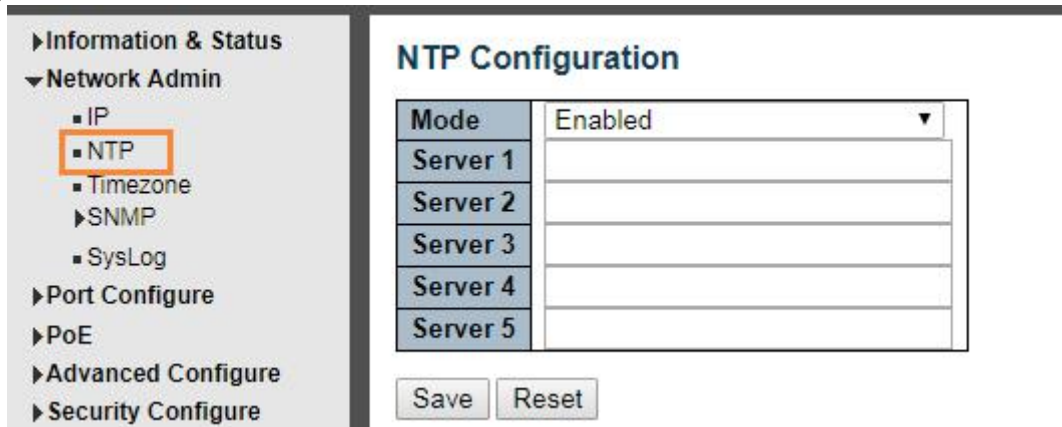 Information & Status
Network Admin
IP
NTP
Timezone
SNMP
SysLog
Port Configure
PoE
Advanced Configure
Security Configure
NTP Configuration
Mode Enabled
Server 1
Server 2
Server 3
Server 4
Server 5
Save Reset